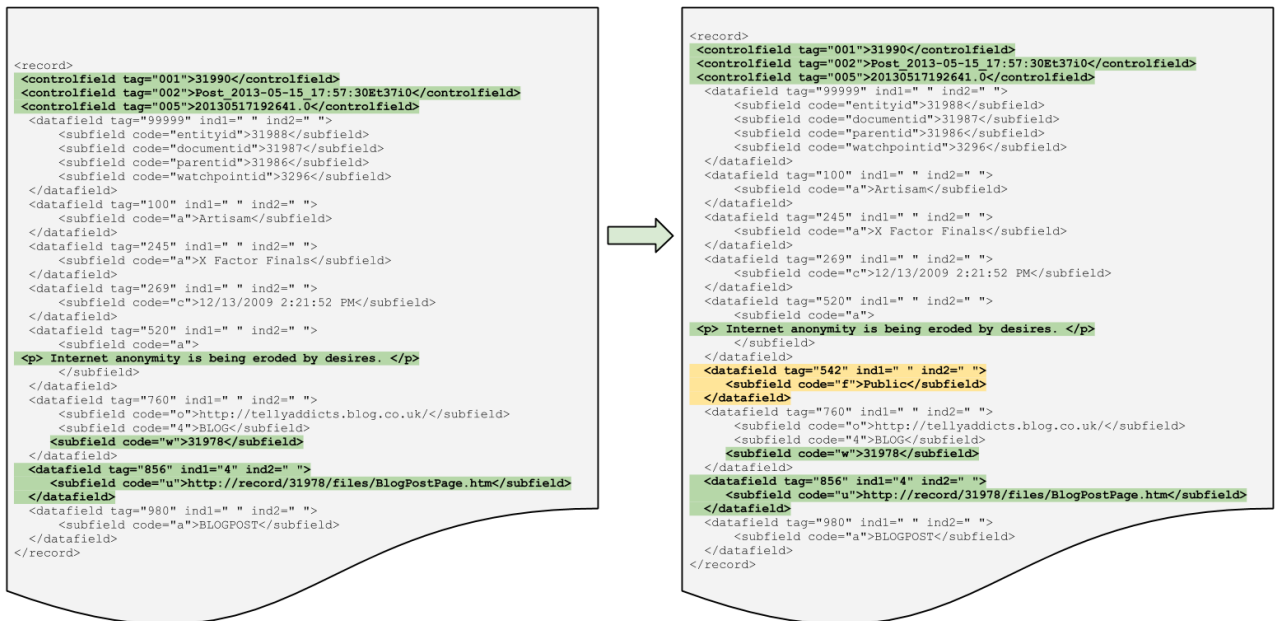 <record>
<controlfield tag="001">31990</controlfield>
<controlfield tag="002">Post_2013-05-15_17:57:30Et37i0</controlfield>
<controlfield tag="005">20130517192641.0</controlfield>
<datafield tag="99999" ind1=" " ind2=" ">
<subfield code="entityid">31988</subfield>
<subfield code="documentid">31987</subfield>
<subfield code="parentid">31986</subfield>
<subfield code="watchpointid">3296</subfield>
</datafield>
<datafield tag="100" ind1=" " ind2=" ">
<subfield code="a">Artisam</subfield>
</datafield>
<datafield tag="245" ind1=" " ind2=" ">
<subfield code="a">X Factor Finals</subfield>
</datafield>
<datafield tag="269" ind1=" " ind2=" ">
<subfield code="c">12/13/2009 2:21:52 PM</subfield>
</datafield>
<datafield tag="520" ind1=" " ind2=" ">
<subfield code="a">
<p> Internet anonymity is being eroded by desires. </p>
</subfield>
</datafield>
<datafield tag="760" ind1=" " ind2=" ">
<subfield code="o">http://tellyaddicts.blog.co.uk/</subfield>
<subfield code="4">BLOG</subfield>
<subfield code="w">31978</subfield>
</datafield>
<datafield tag="856" ind1="4" ind2=" ">
<subfield code="u">http://record/31978/files/BlogPostPage.htm</subfield>
</datafield>
<datafield tag="980" ind1=" " ind2=" ">
<subfield code="a">BLOGPOST</subfield>
</datafield>
</record>
<record>
<controlfield tag="001">31990</controlfield>
<controlfield tag="002">Post_2013-05-15_17:57:30Et37i0</controlfield>
<controlfield tag="005">20130517192641.0</controlfield>
<datafield tag="99999" ind1=" " ind2=" ">
<subfield code="entityid">31988</subfield>
<subfield code="documentid">31987</subfield>
<subfield code="parentid">31986</subfield>
<subfield code="watchpointid">3296</subfield>
</datafield>
<datafield tag="100" ind1=" " ind2=" ">
<subfield code="a">Artisam</subfield>
</datafield>
<datafield tag="245" ind1=" " ind2=" ">
<subfield code="a">X Factor Finals</subfield>
</datafield>
<datafield tag="269" ind1=" " ind2=" ">
<subfield code="c">12/13/2009 2:21:52 PM</subfield>
</datafield>
<datafield tag="520" ind1=" " ind2=" ">
<subfield code="a">
<p> Internet anonymity is being eroded by desires. </p>
</subfield>
</datafield>
<datafield tag="542" ind1=" " ind2=" ">
<subfield code="f">Public</subfield>
</datafield>
<datafield tag="760" ind1=" " ind2=" ">
<subfield code="o">http://tellyaddicts.blog.co.uk/</subfield>
<subfield code="4">BLOG</subfield>
<subfield code="w">31978</subfield>
</datafield>
<datafield tag="856" ind1="4" ind2=" ">
<subfield code="u">http://record/31978/files/BlogPostPage.htm</subfield>
</datafield>
<datafield tag="980" ind1=" " ind2=" ">
<subfield code="a">BLOGPOST</subfield>
</datafield>
</record>